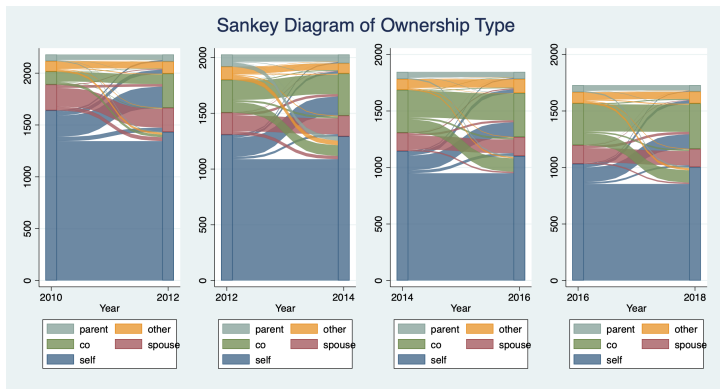 Sankey Diagram of Ownership Type
2000
1500
1000
500
0
2010 2012
Year
parent other
co spouse
self
2000
1500
1000
500
0
2012 2014
Year
parent other
co spouse
self
2000
1500
1000
500
0
2014 2016
Year
parent other
co spouse
self
2000
1500
1000
500
0
2016 2018
Year
parent other
co spouse
self